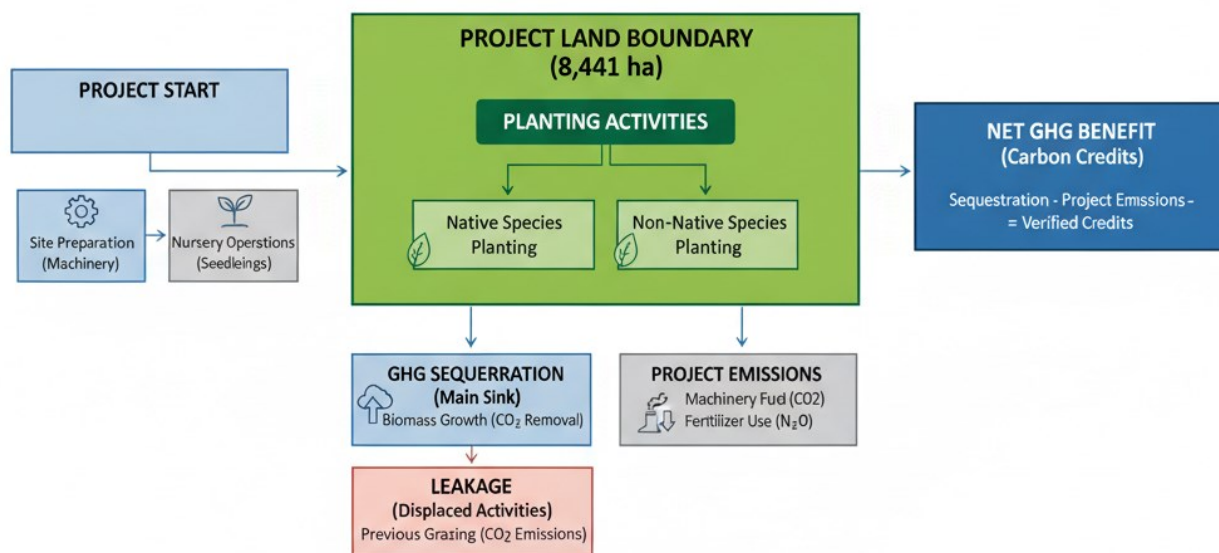 PROJECT START
Site Preparation
(Machinery)
Nursery Operstions
(Seedleings)
PROJECT LAND BOUNDARY
(8,441 ha)
PLANTING ACTIVITIES
Native Species
Planting
Non-Native Species
Planting
GHG SEQUERRATION
(Main Sink)
Biomass Growth (CO₂ Removal)
LEAKAGE
(Displaced Activities)
Previous Grazing (CO₂ Emissions)
PROJECT EMISSIONS
Machinery Fud (CO2)
Fertilizer Use (N₂O)
NET GHG BENEFIT
(Carbon Credits)
Sequestration - Project Emssions -
= Verified Credits